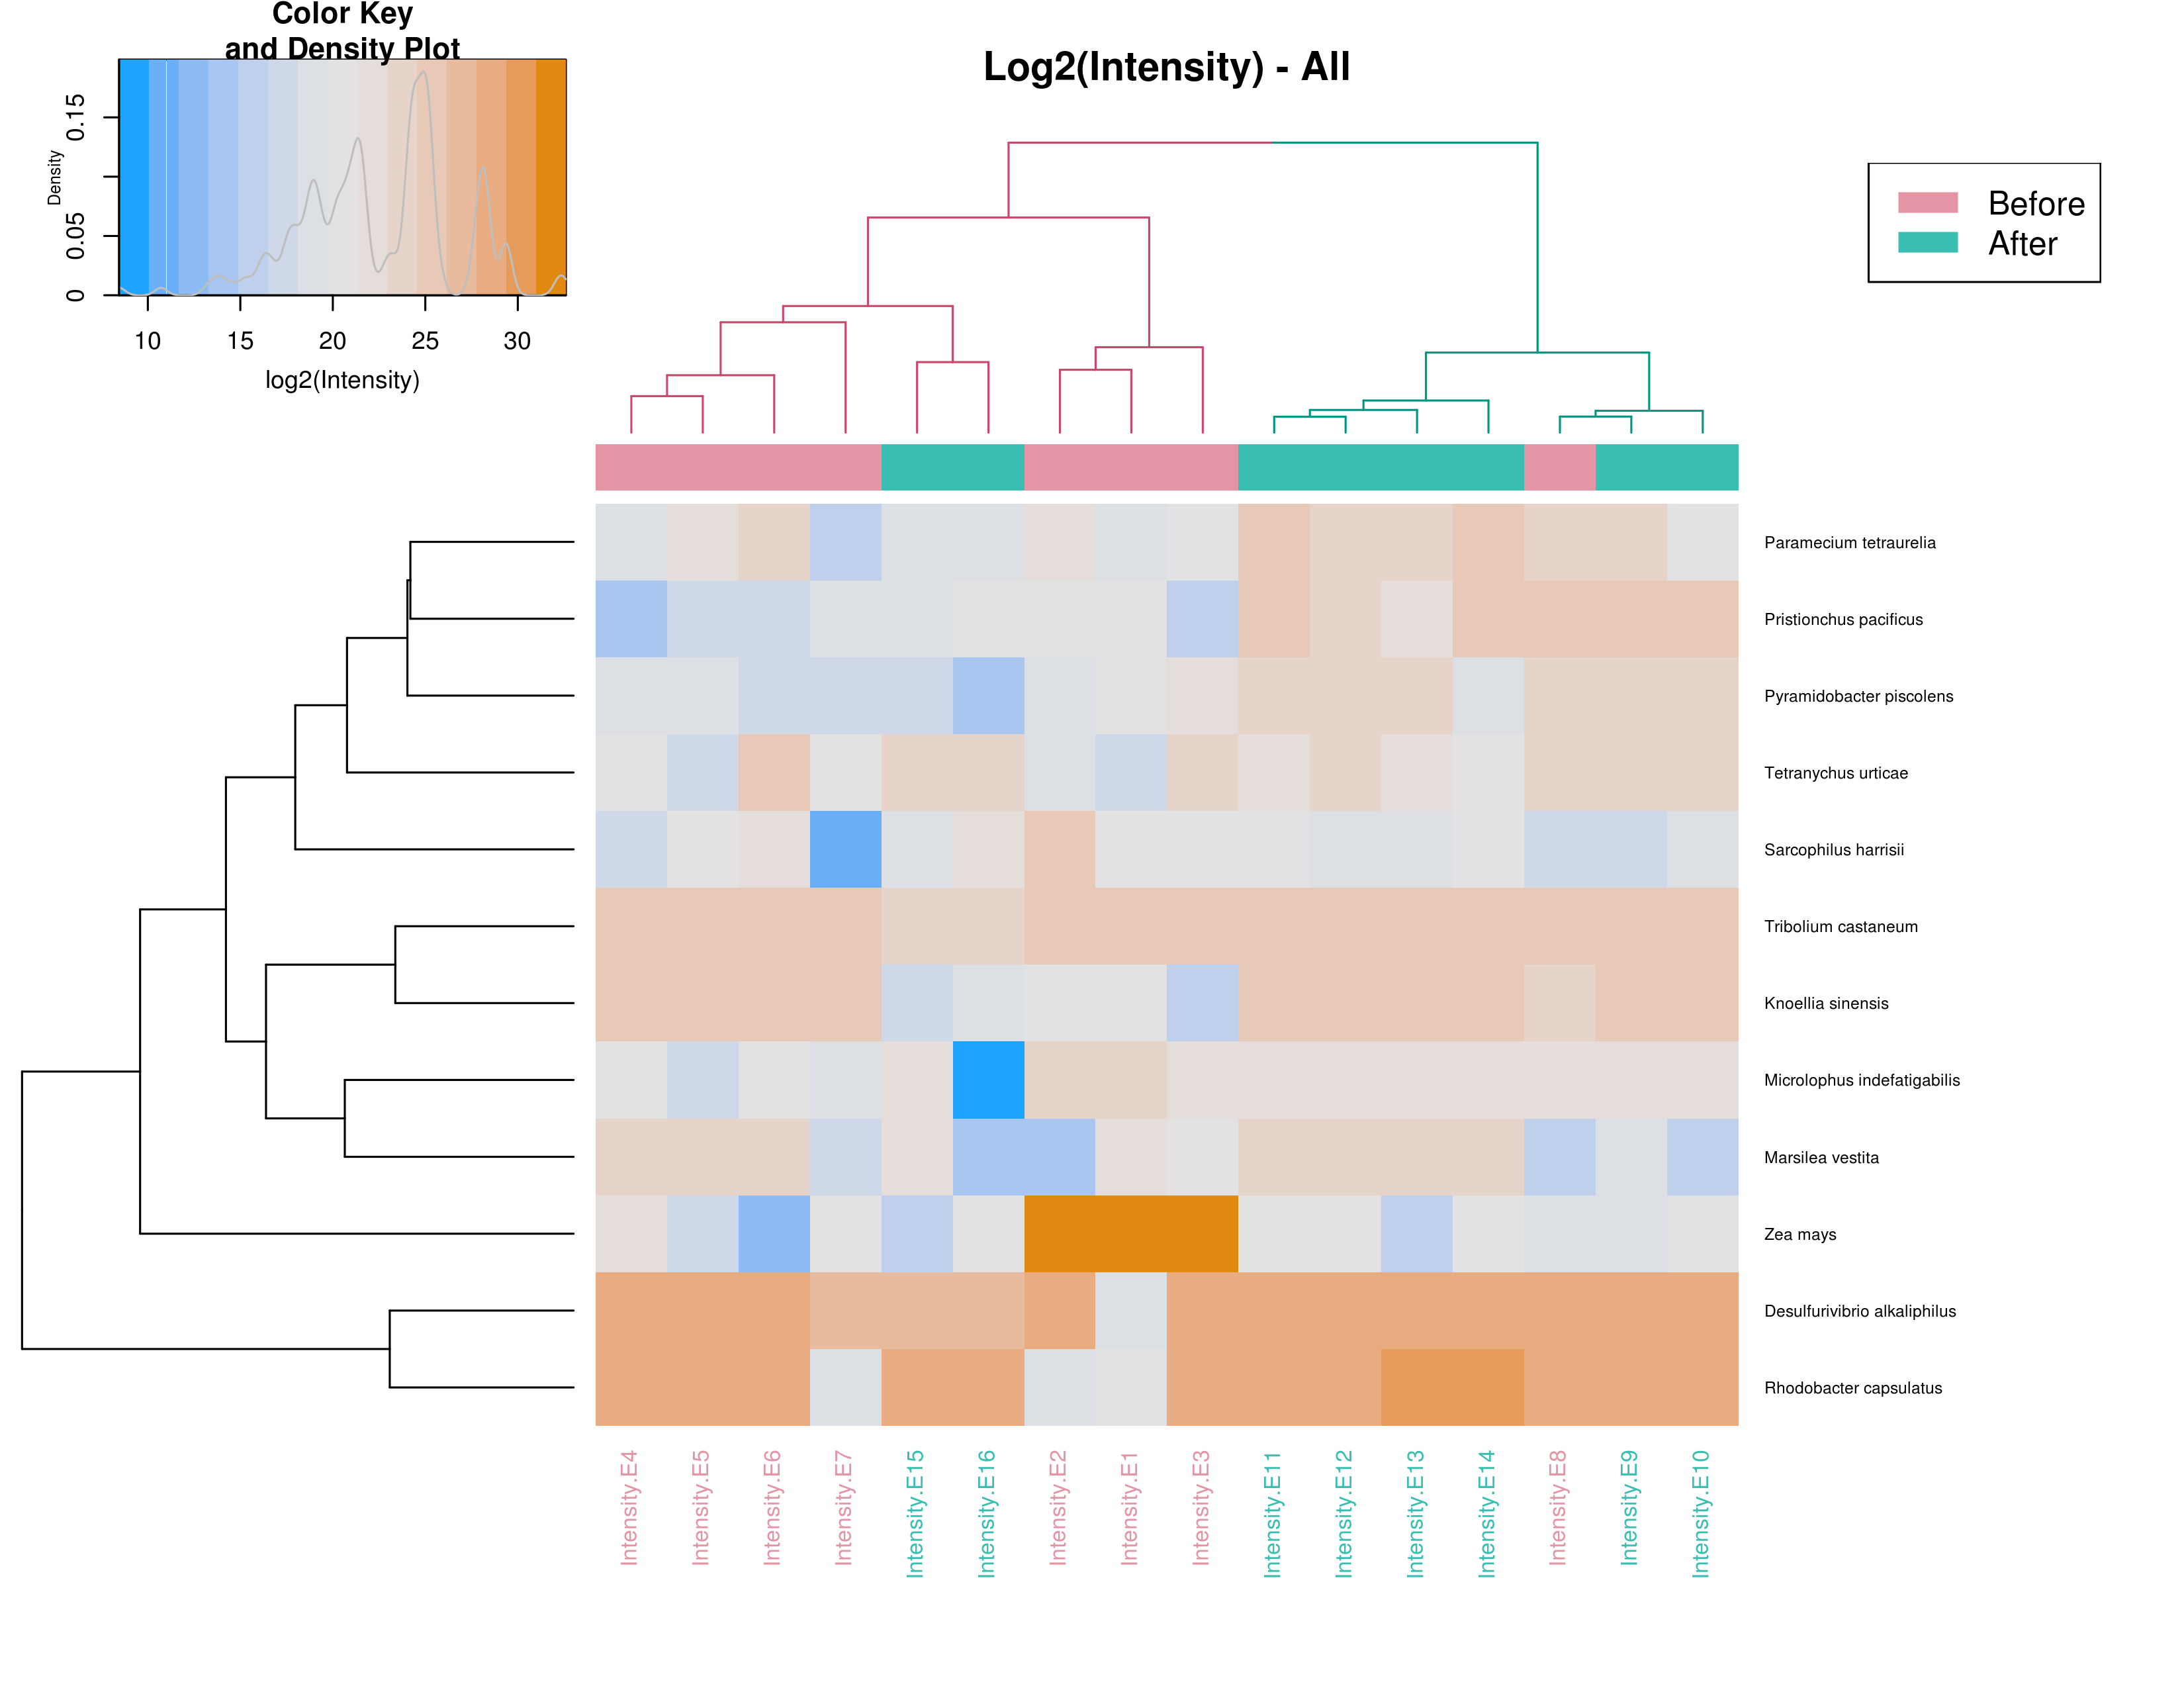 Color Key
and Density Plot
Log2(Intensity) - All
Density
0
0.05
0.15
10
15
20
25
30
log2(Intensity)
Before
After
Paramecium tetraurelia
Pristionchus pacificus
Pyramidobacter piscolens
Tetranychus urticae
Sarcophilus harrisii
Tribolium castaneum
Knoellia sinensis
Microlophus indefatigabilis
Marsilea vestita
Zea mays
Desulfurivibrio alkaliphilus
Rhodobacter capsulatus
Intensity.E4
Intensity.E5
Intensity.E6
Intensity.E7
Intensity.E15
Intensity.E16
Intensity.E2
Intensity.E1
Intensity.E3
Intensity.E11
Intensity.E12
Intensity.E13
Intensity.E14
Intensity.E8
Intensity.E9
Intensity.E10